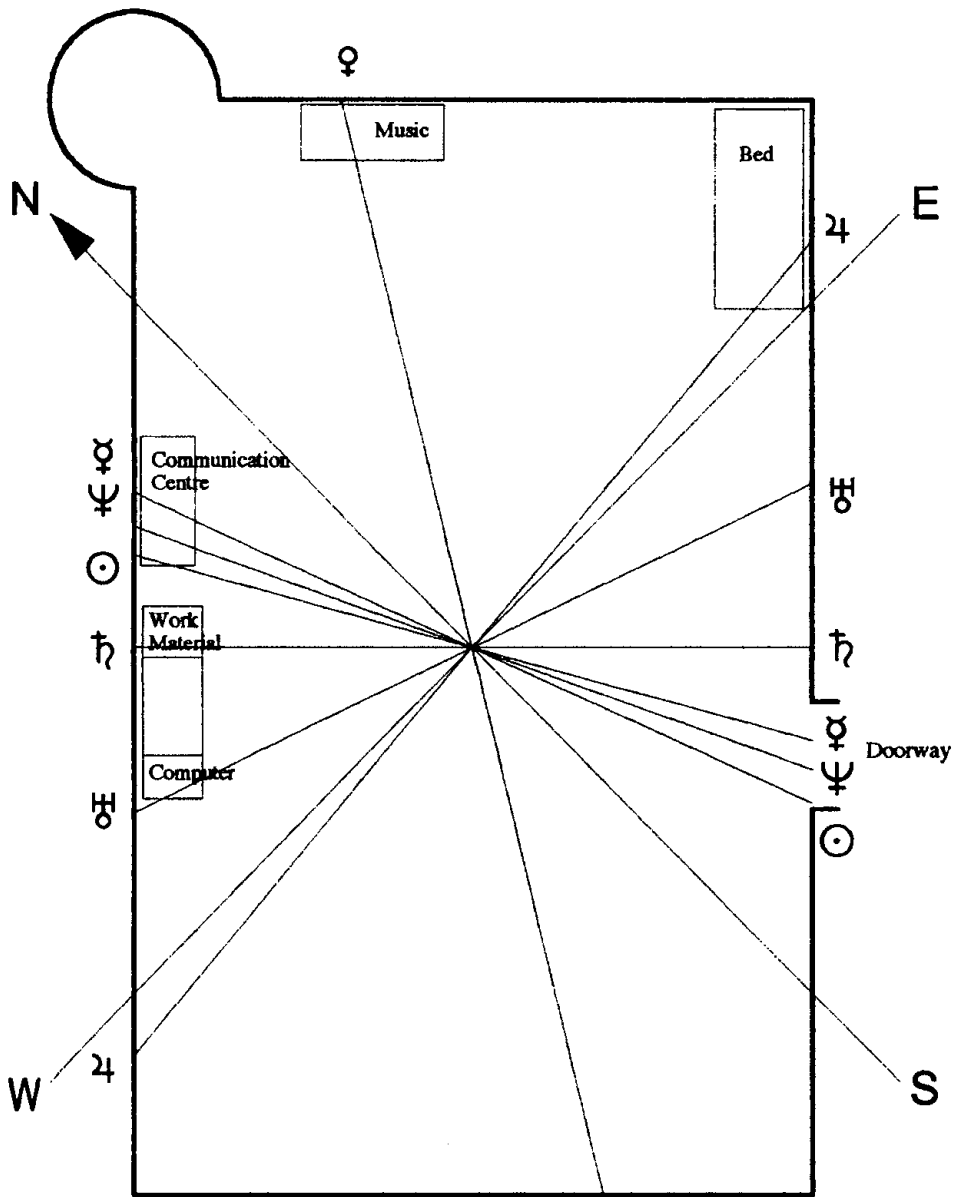 ♀
Music
Bed
N
E
♃
☿
Communication
Centre
♆
♅
☉
Work
Material
♄
♄
☿
Doorway
♆
Computer
♅
☉
W
♃
S